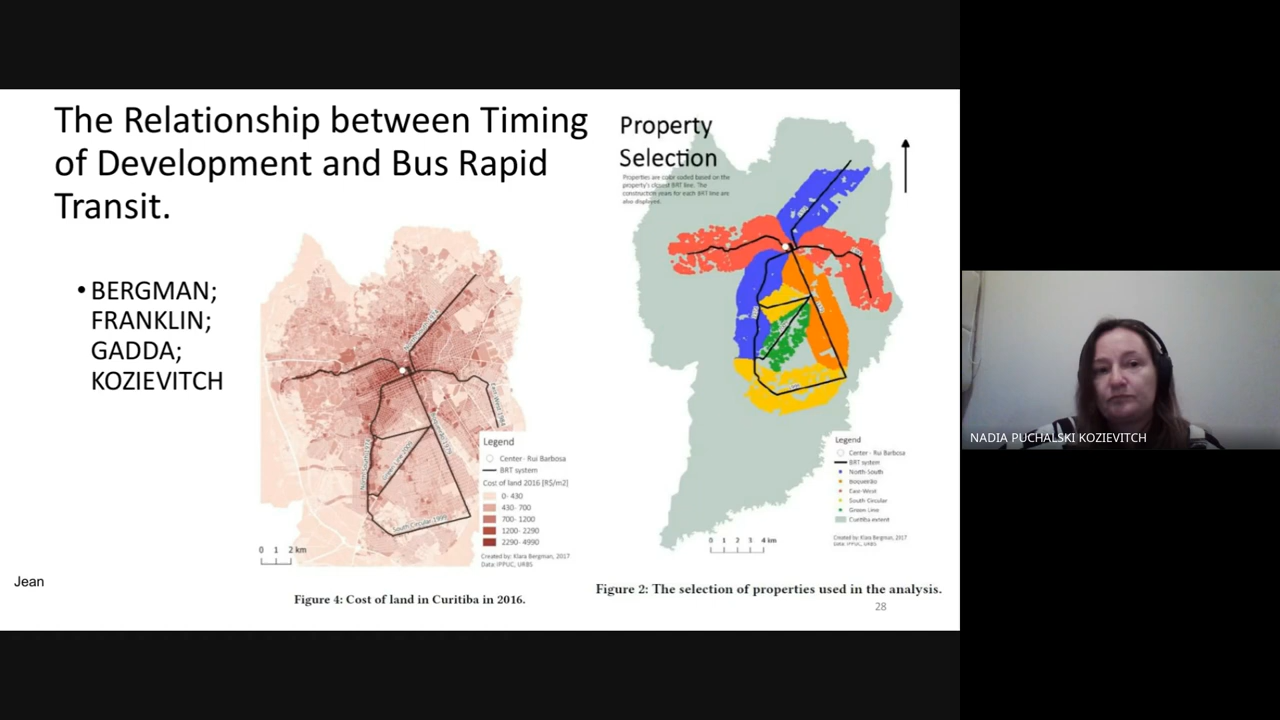 The Relationship between Timing
of Development and Bus Rapid
Transit.
• BERGMAN;
FRANKLIN;
GADDA;
KOZIEVITCH
Legend
Center - Rui Barbosa
BRT system
Cost of land 2016 [R$/m2]
0- 430
430- 700
700- 1200
1200- 2290
2290- 4990
Created by: Klara Bergman, 2017
Data: IPPUC, URBS
0 1 2 km
South Circular 1999
Figure 4: Cost of land in Curitiba in 2016.
Property
Selection
Properties are color coded based on the
property's closest BRT line. The
construction years for each BRT line are
also displayed.
Legend
Center - Rui Barbosa
BRT system
North-South
Boqueirão
East-West
South Circular
Green Line
Curitiba extent
Created by: Klara Bergman, 2017
Data: IPPUC, URBS
0 1 2 3 4 km
Figure 2: The selection of properties used in the analysis.
28
Jean
NADIA PUCHALSKI KOZIEVITCH